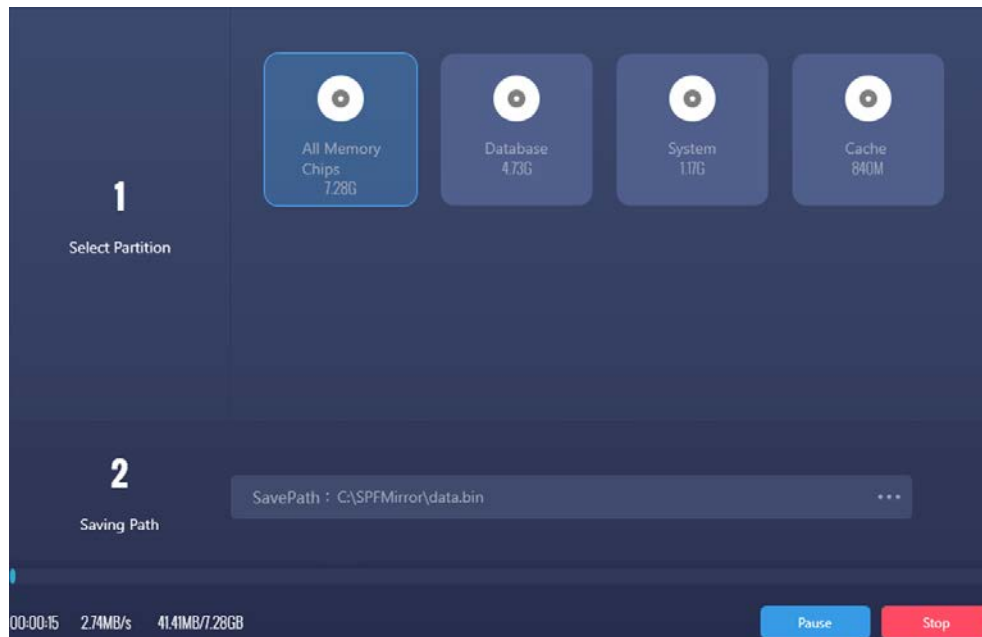 All Memory
Chips
7.28G
Database
4.73G
System
1.17G
Cache
840M
1
Select Partition
2
Saving Path
SavePath : C:\SPFMirror\data.bin
00:00:15 2.74MB/s 41.41MB/7.28GB
Pause
Stop